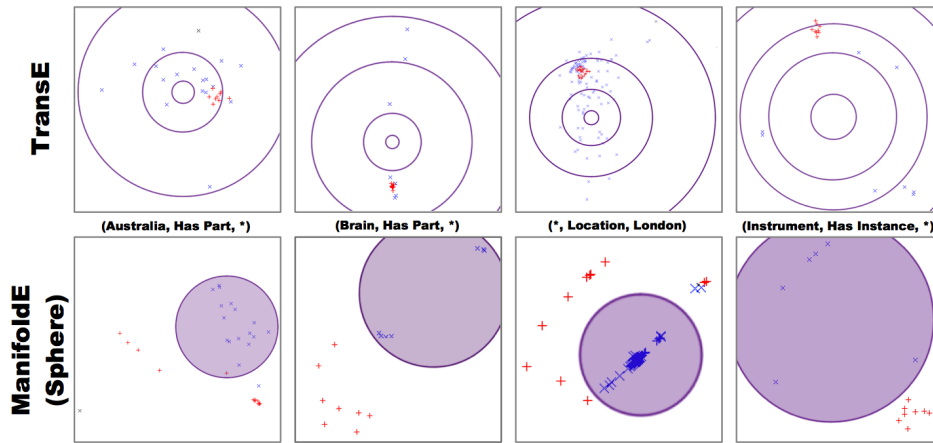 TransE
(Australia, Has Part, *)
(Brain, Has Part, *)
(*, Location, London)
(Instrument, Has Instance, *)
ManifoldE
(Sphere)